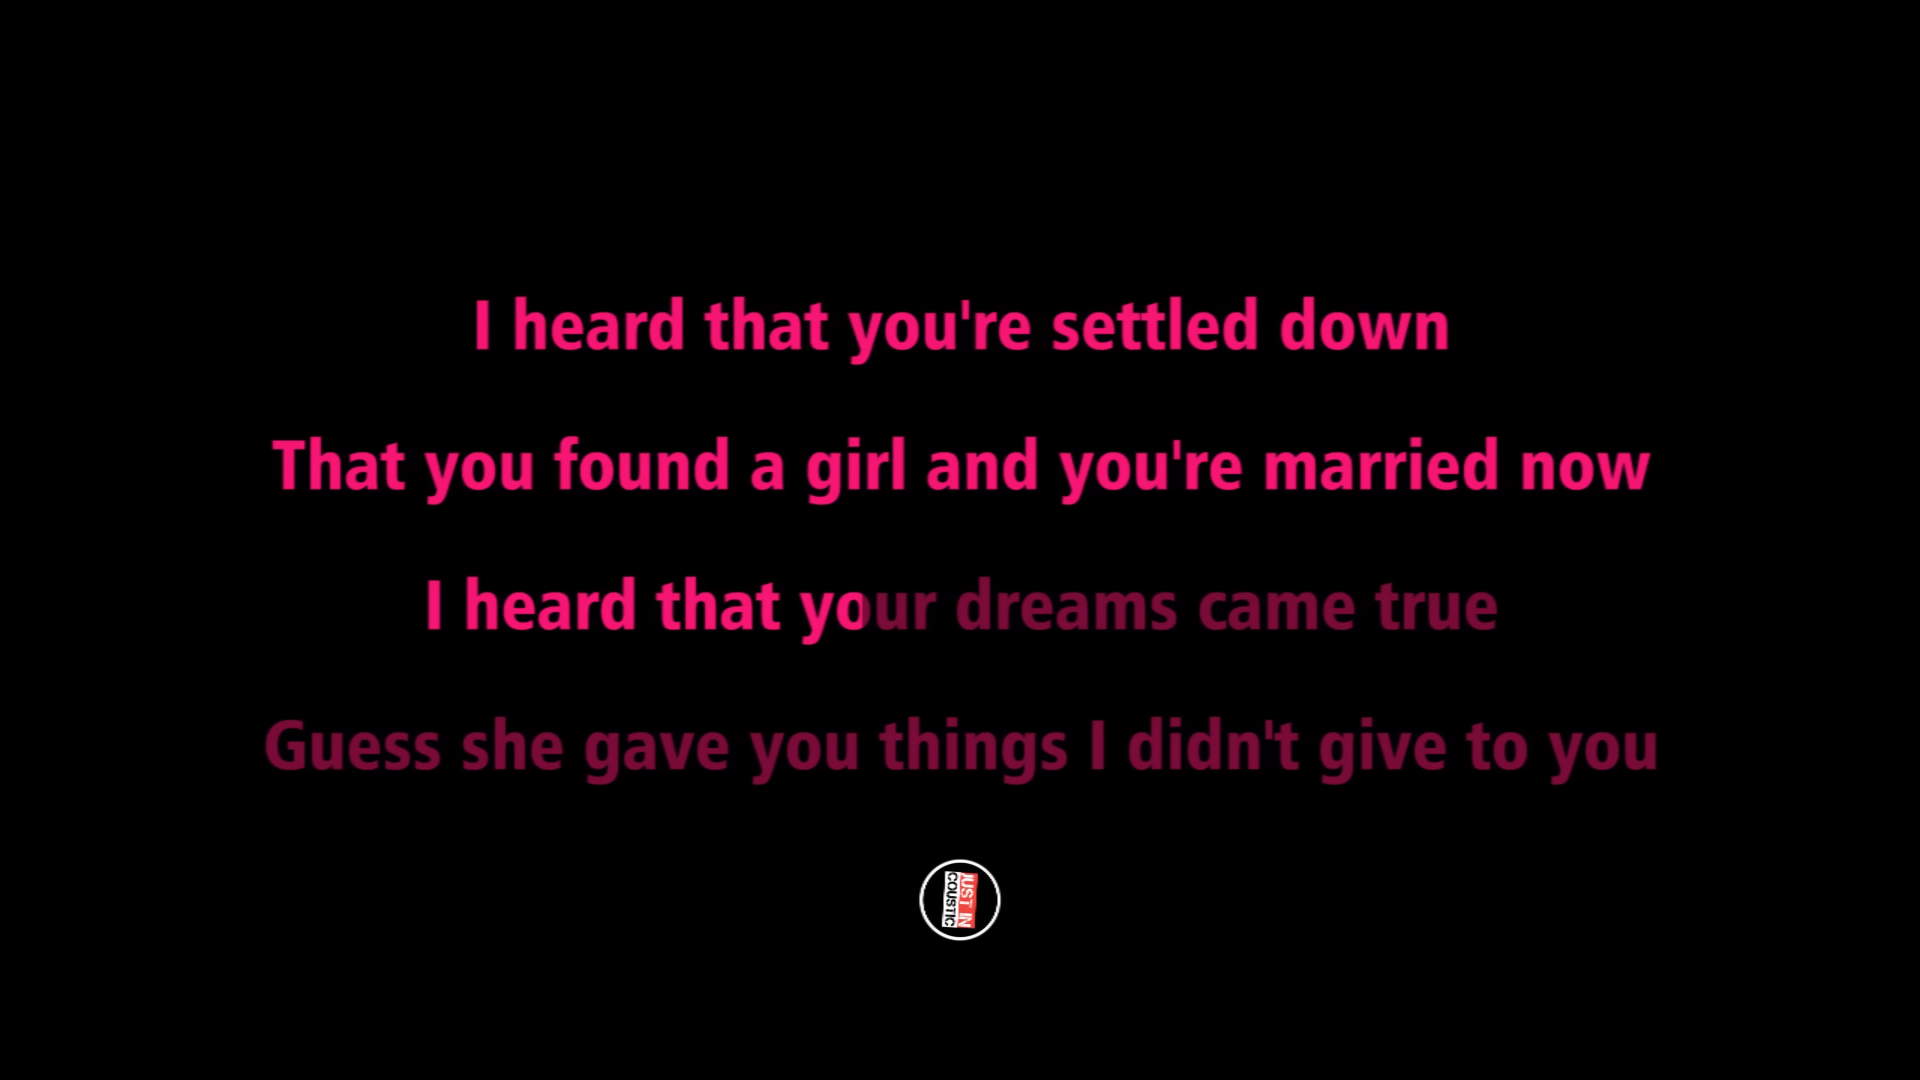 I heard that you're settled down
That you found a girl and you're married now
I heard that your dreams came true
Guess she gave you things I didn't give to you
JUST IN
COUSTIC